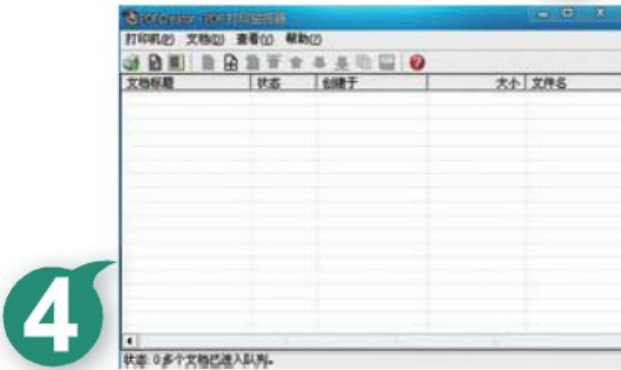 PDFCreator - PDF打印监视器
打印机(P) 文档(D) 查看(V) 帮助(?)
文档标题 状态 创建于 大小 文件名
4
状态: 0多个文档已进入队列。